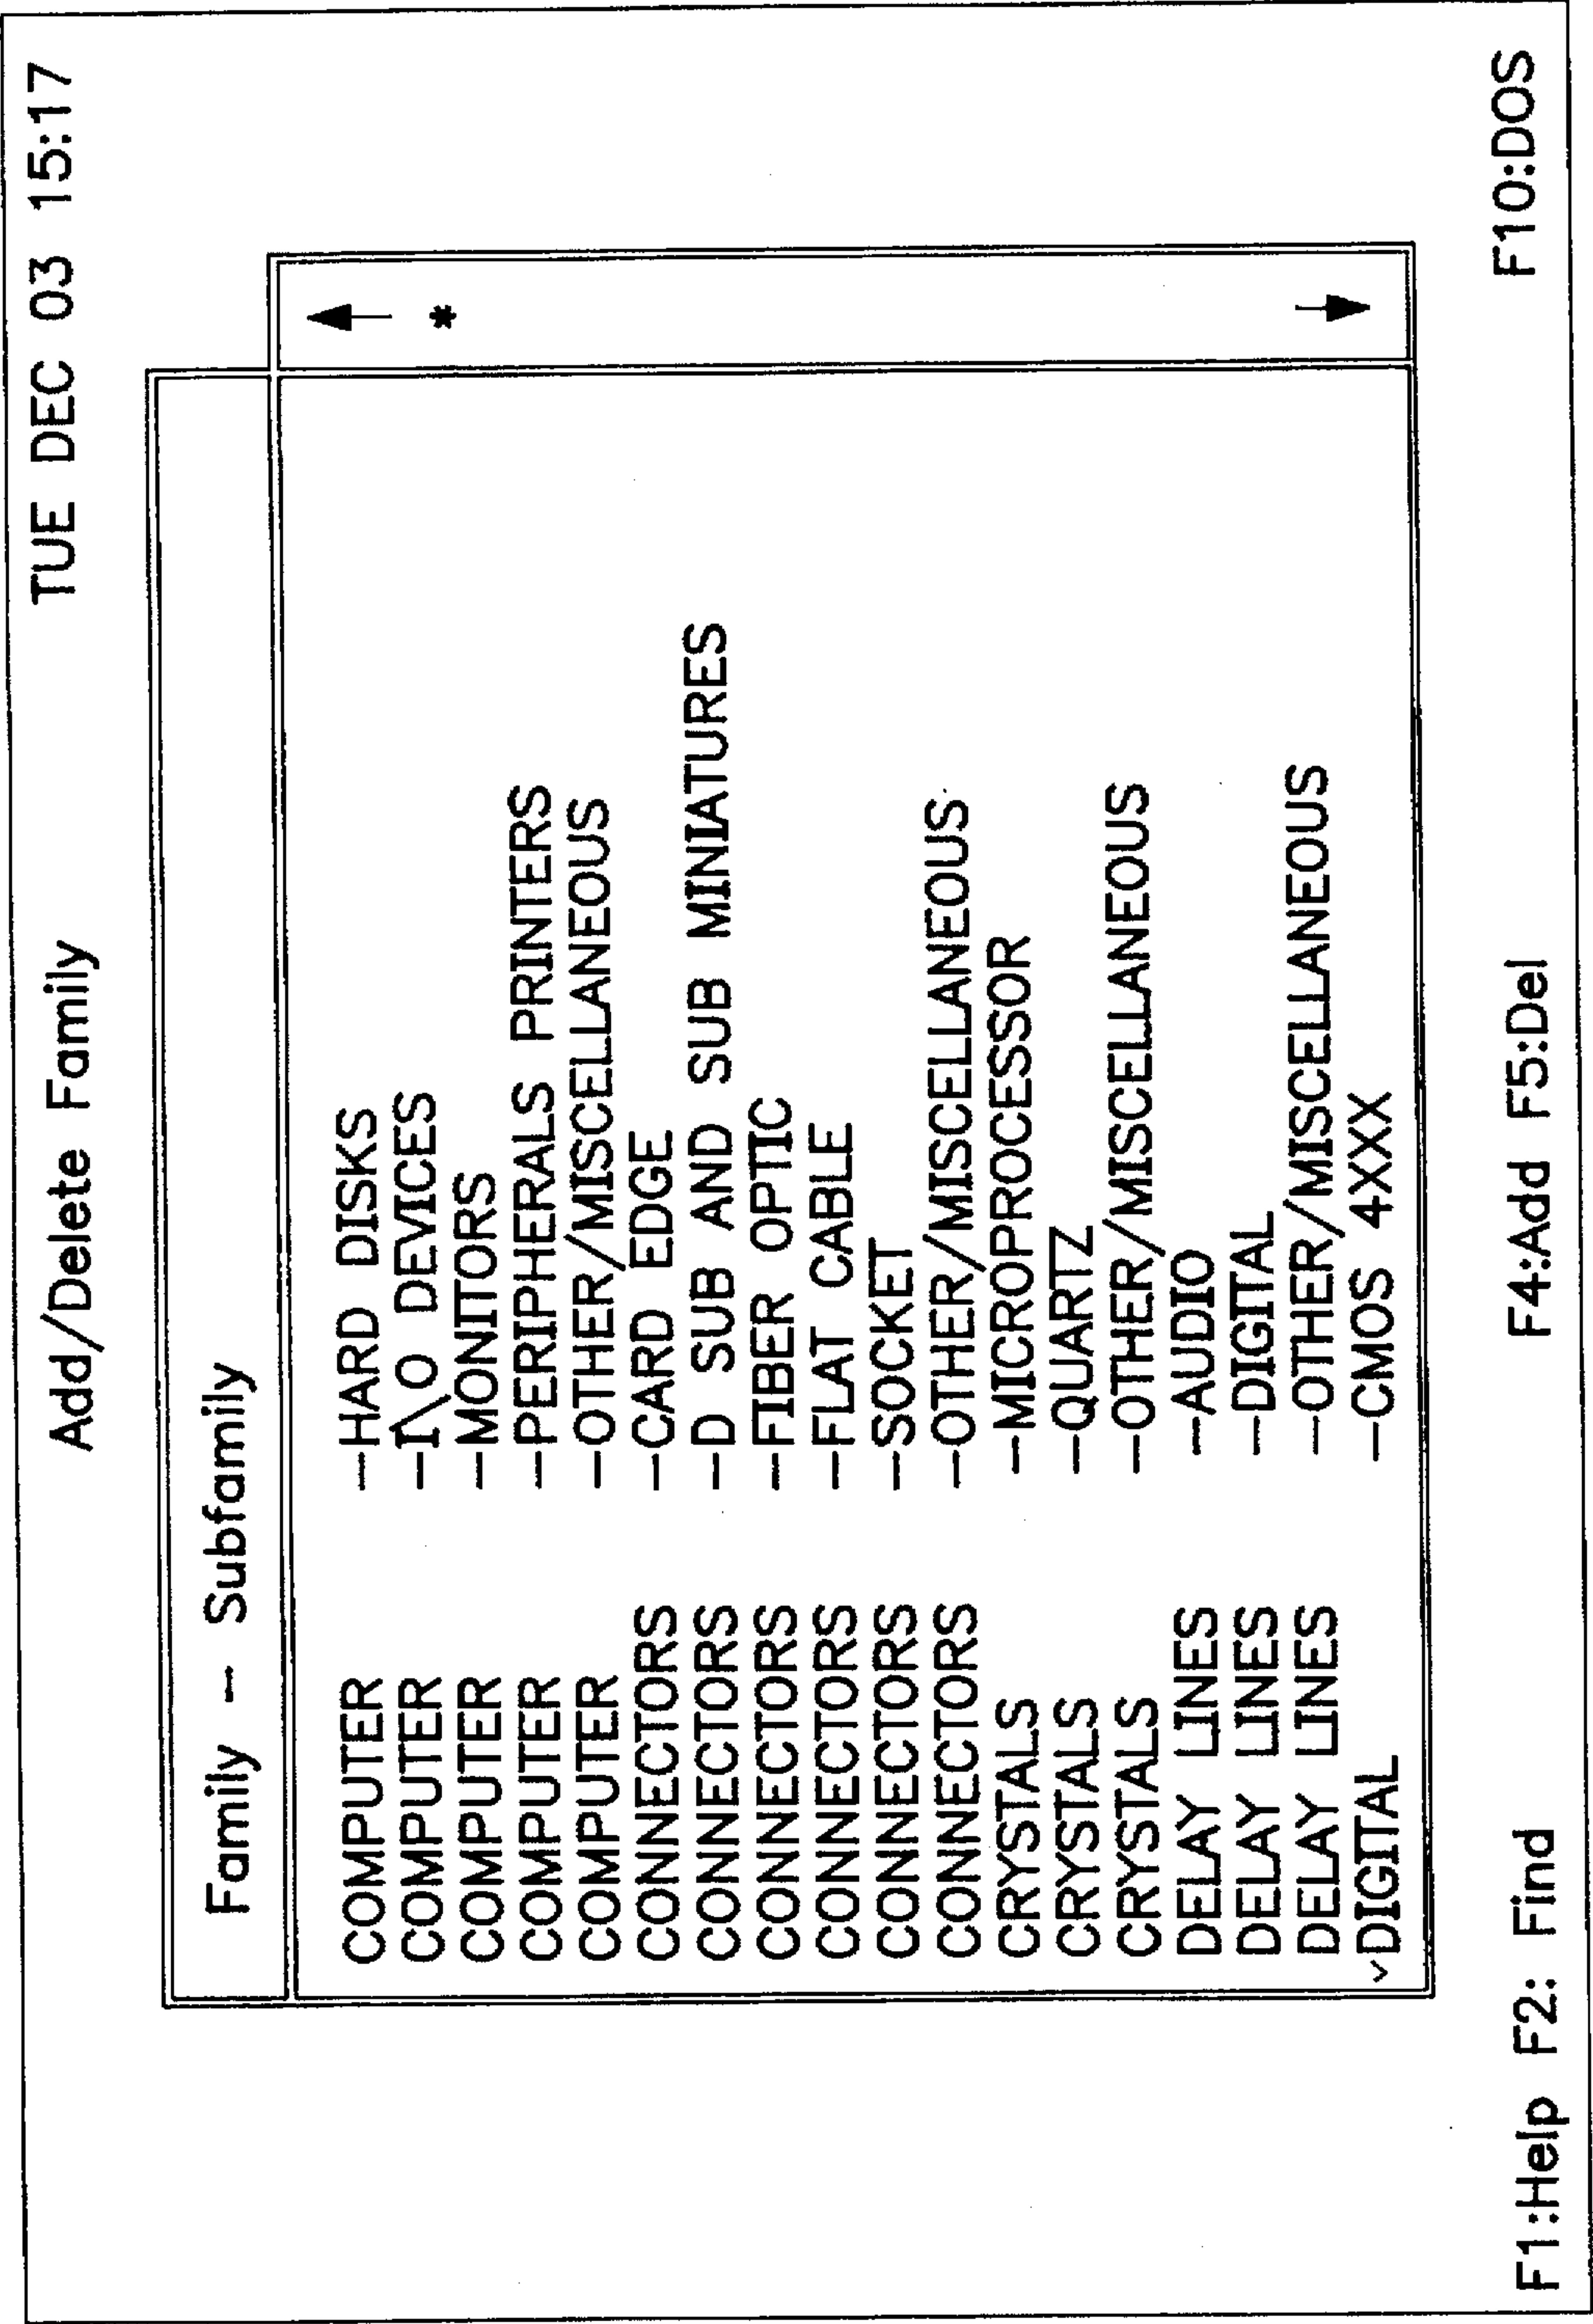 Add/Delete Family TUE DEC 03 15:17
Family - Subfamily
COMPUTER -HARD DISKS
COMPUTER -I\O DEVICES
COMPUTER -MONITORS
COMPUTER -PERIPHERALS PRINTERS
COMPUTER -OTHER/MISCELLANEOUS
CONNECTORS -CARD EDGE
CONNECTORS -D SUB AND SUB MINIATURES
CONNECTORS -FIBER OPTIC
CONNECTORS -FLAT CABLE
CONNECTORS -SOCKET
CONNECTORS -OTHER/MISCELLANEOUS
CRYSTALS -MICROPROCESSOR
CRYSTALS -QUARTZ
CRYSTALS -OTHER/MISCELLANEOUS
DELAY LINES -AUDIO
DELAY LINES -DIGITAL
DELAY LINES -OTHER/MISCELLANEOUS
˅DIGITAL -CMOS 4XXX
*
F1:Help F2: Find F4:Add F5:Del F10:DOS